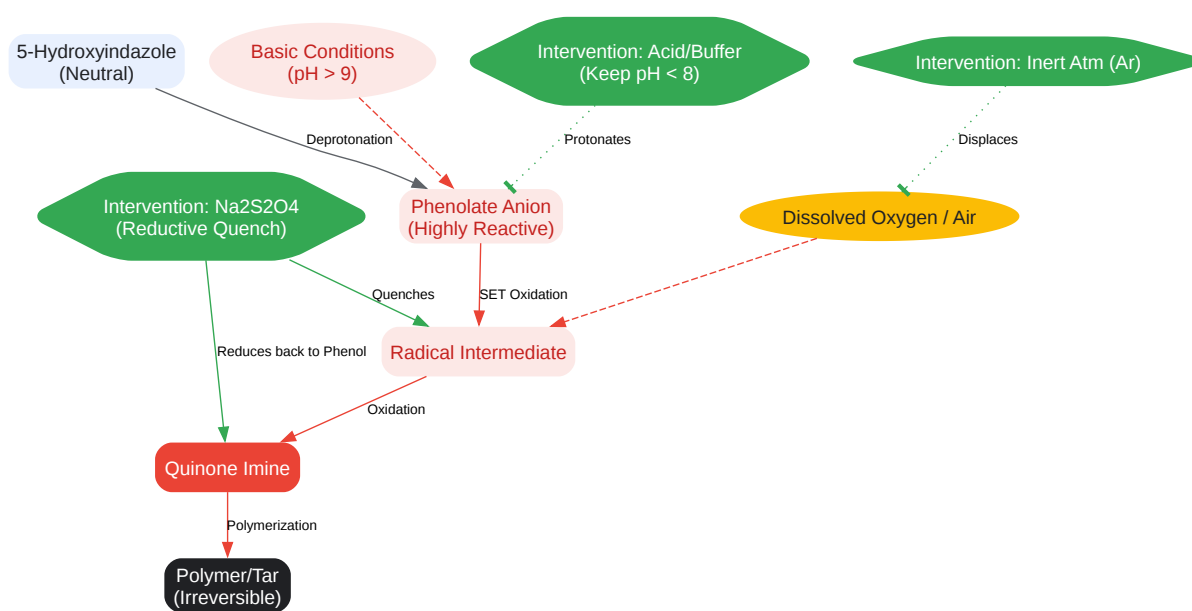 5-Hydroxyindazole
(Neutral)
Basic Conditions
(pH > 9)
Intervention: Acid/Buffer
(Keep pH < 8)
Intervention: Inert Atm (Ar)
Deprotonation
Protonates
Displaces
Intervention: Na2S2O4
(Reductive Quench)
Phenolate Anion
(Highly Reactive)
Dissolved Oxygen / Air
Quenches
SET Oxidation
Reduces back to Phenol
Radical Intermediate
Oxidation
Quinone Imine
Polymerization
Polymer/Tar
(Irreversible)